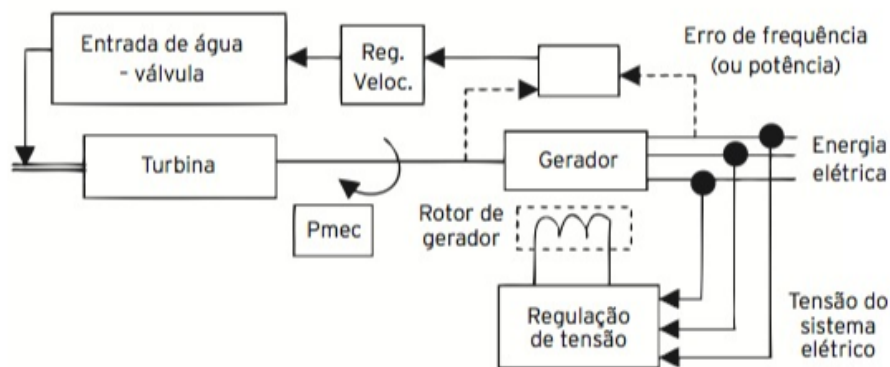 Entrada de água
- válvula
Reg.
Veloc.
Erro de frequência
(ou potência)
Turbina
Gerador
Energia
elétrica
Pmec
Rotor de
gerador
Regulação
de tensão
Tensão do
sistema
elétrico